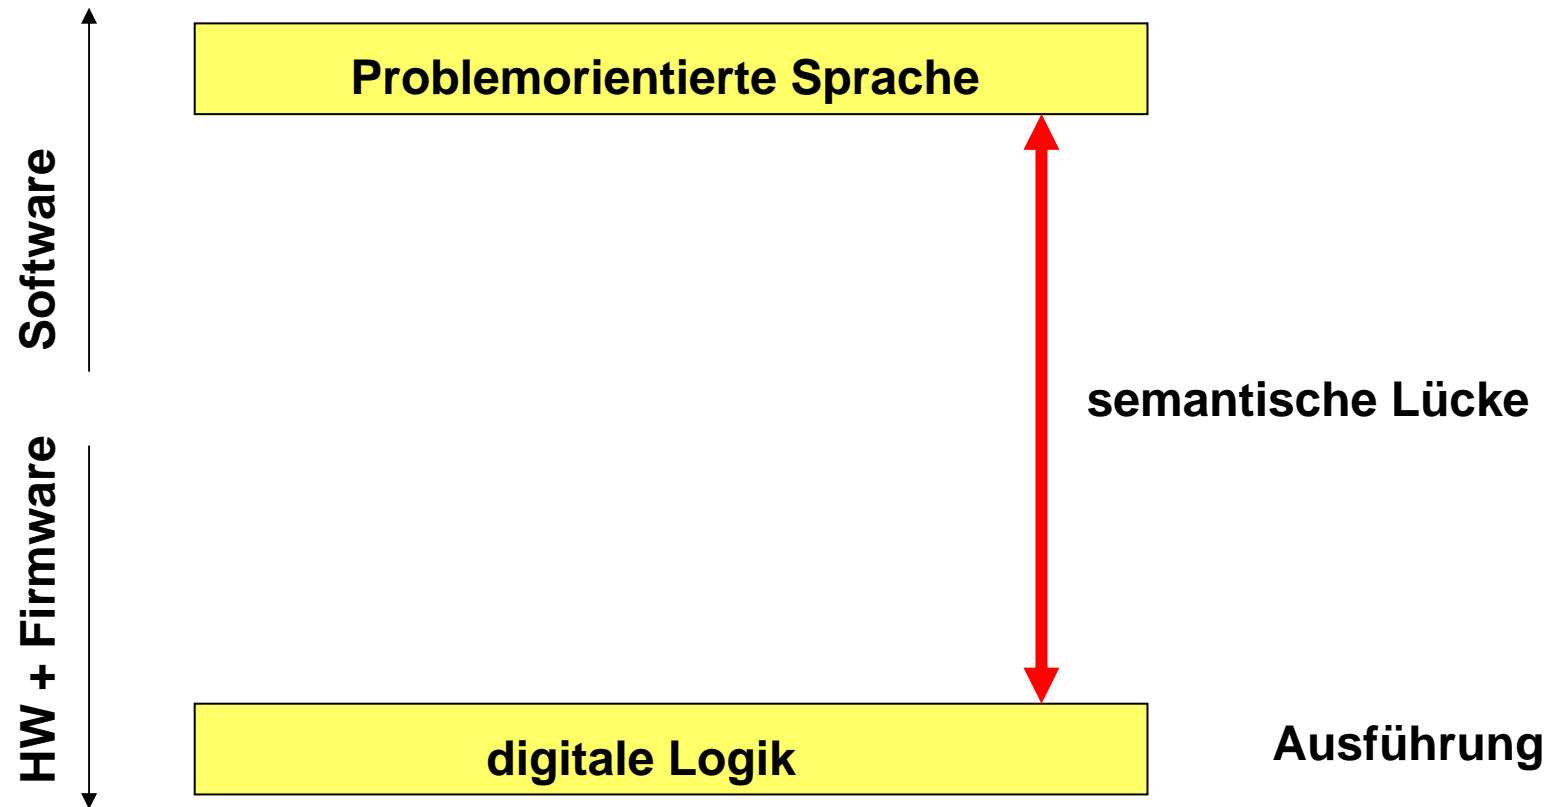 Problemorientierte Sprache
Software
semantische Lücke
HW + Firmware
digitale Logik
Ausführung